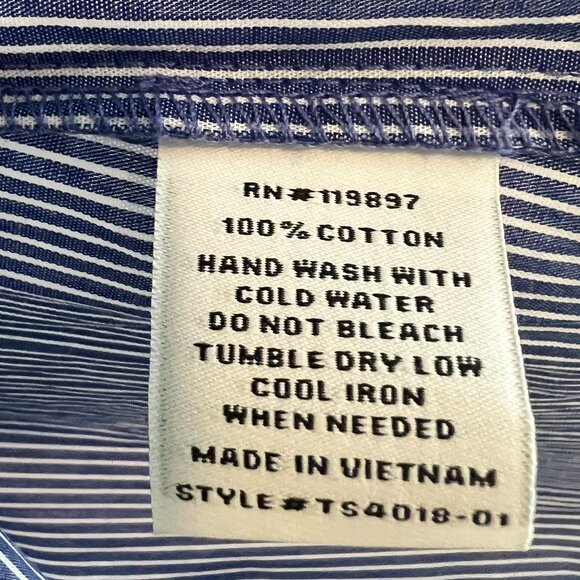 RN#119897
100% COTTON
HAND WASH WITH
COLD WATER
DO NOT BLEACH
TUMBLE DRY LOW
COOL IRON
WHEN NEEDED
MADE IN VIETNAM
STYLE#TS4018-01